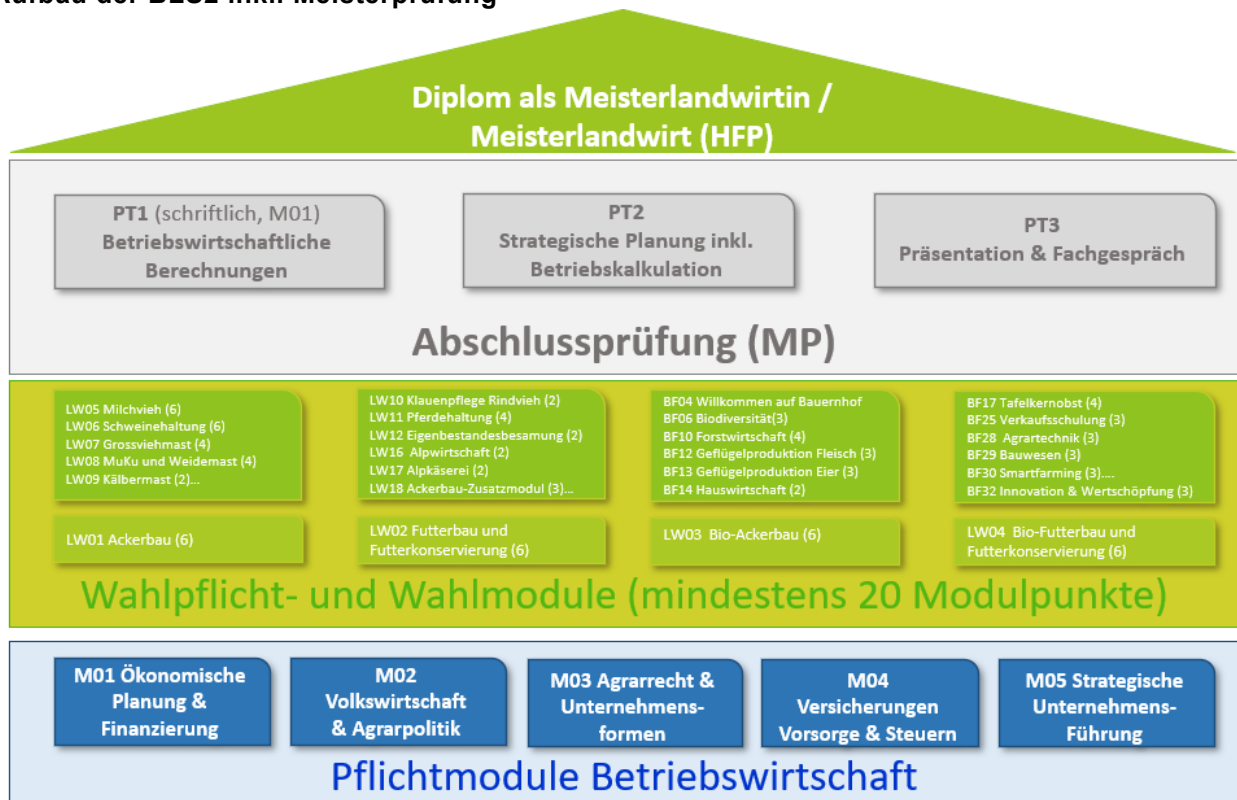 Aufbau der BLS2 inkl. Meisterprüfung
Diplom als Meisterlandwirtin /
Meisterlandwirt (HFP)
PT1 (schriftlich, M01)
Betriebswirtschaftliche
Berechnungen
PT2
Strategische Planung inkl.
Betriebskalkulation
PT3
Präsentation & Fachgespräch
Abschlussprüfung (MP)
LW05 Milchvieh (6)
LW06 Schweinehaltung (6)
LW07 Grossviehmast (4)
LW08 MuKu und Weidemast (4)
LW09 Kälbermast (2)...
LW10 Klauenpflege Rindvieh (2)
LW11 Pferdehaltung (4)
LW12 Eigenbestandesbesamung (2)
LW16 Alpwirtschaft (2)
LW17 Alpkäserei (2)
LW18 Ackerbau-Zusatzmodul (3)...
BF04 Willkommen auf Bauernhof
BF06 Biodiversität(3)
BF10 Forstwirtschaft (4)
BF12 Geflügelproduktion Fleisch (3)
BF13 Geflügelproduktion Eier (3)
BF14 Hauswirtschaft (2)
BF17 Tafelkernobst (4)
BF25 Verkaufsschulung (3)
BF28 Agrartechnik (3)
BF29 Bauwesen (3)
BF30 Smartfarming (3)....
BF32 Innovation & Wertschöpfung (3)
LW01 Ackerbau (6)
LW02 Futterbau und
Futterkonservierung (6)
LW03 Bio-Ackerbau (6)
LW04 Bio-Futterbau und
Futterkonservierung (6)
Wahlpflicht- und Wahlmodule (mindestens 20 Modulpunkte)
M01 Ökonomische
Planung &
Finanzierung
M02
Volkswirtschaft
& Agrarpolitik
M03 Agrarrecht &
Unternehmens-
formen
M04
Versicherungen
Vorsorge & Steuern
M05 Strategische
Unternehmens-
Führung
Pflichtmodule Betriebswirtschaft